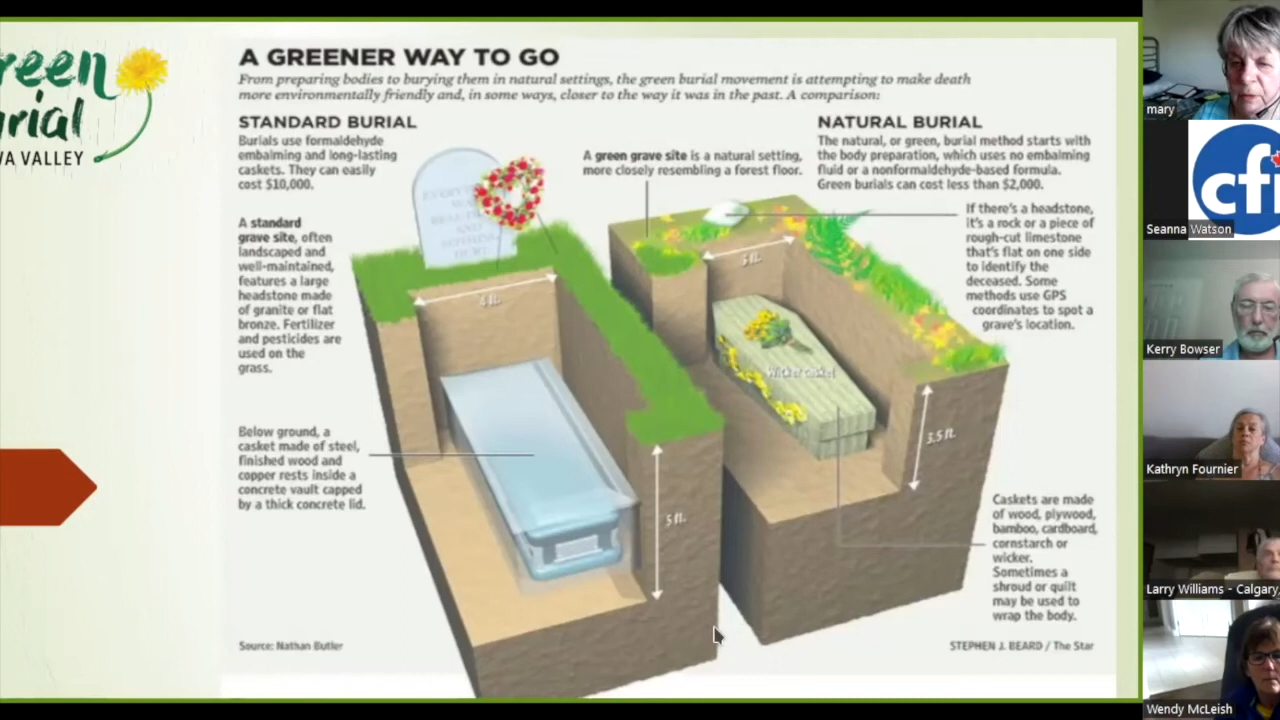 A GREENER WAY TO GO
From preparing bodies to burying them in natural settings, the green burial movement is attempting to make death
more environmentally friendly and, in some ways, closer to the way it was in the past. A comparison:
STANDARD BURIAL
Burials use formaldehyde
embalming and long-lasting
caskets. They can easily
cost $10,000.
A standard
grave site, often
landscaped and
well-maintained,
features a large
headstone made
of granite or flat
bronze. Fertilizer
and pesticides are
used on the
grass.
Below ground, a
casket made of steel,
finished wood and
copper rests inside a
concrete vault capped
by a thick concrete lid.
Source: Nathan Butler
4 ft.
5 ft.
A green grave site is a natural setting,
more closely resembling a forest floor.
NATURAL BURIAL
The natural, or green, burial method starts with
the body preparation, which uses no embalming
fluid or a nonformaldehyde-based formula.
Green burials can cost less than $2,000.
If there's a headstone,
it's a rock or a piece of
rough-cut limestone
that's flat on one side
to identify the
deceased. Some
methods use GPS
coordinates to spot a
grave's location.
Wicker casket
3.5 ft.
Caskets are made
of wood, plywood,
bamboo, cardboard,
cornstarch or
wicker.
Sometimes a
shroud or quilt
may be used to
wrap the body.
STEPHEN J. BEARD / The Star
reen
urial
VA VALLEY
mary
cfi
Seanna Watson
Kerry Bowser
Kathryn Fournier
Larry Williams - Calgary,
Wendy McLeish